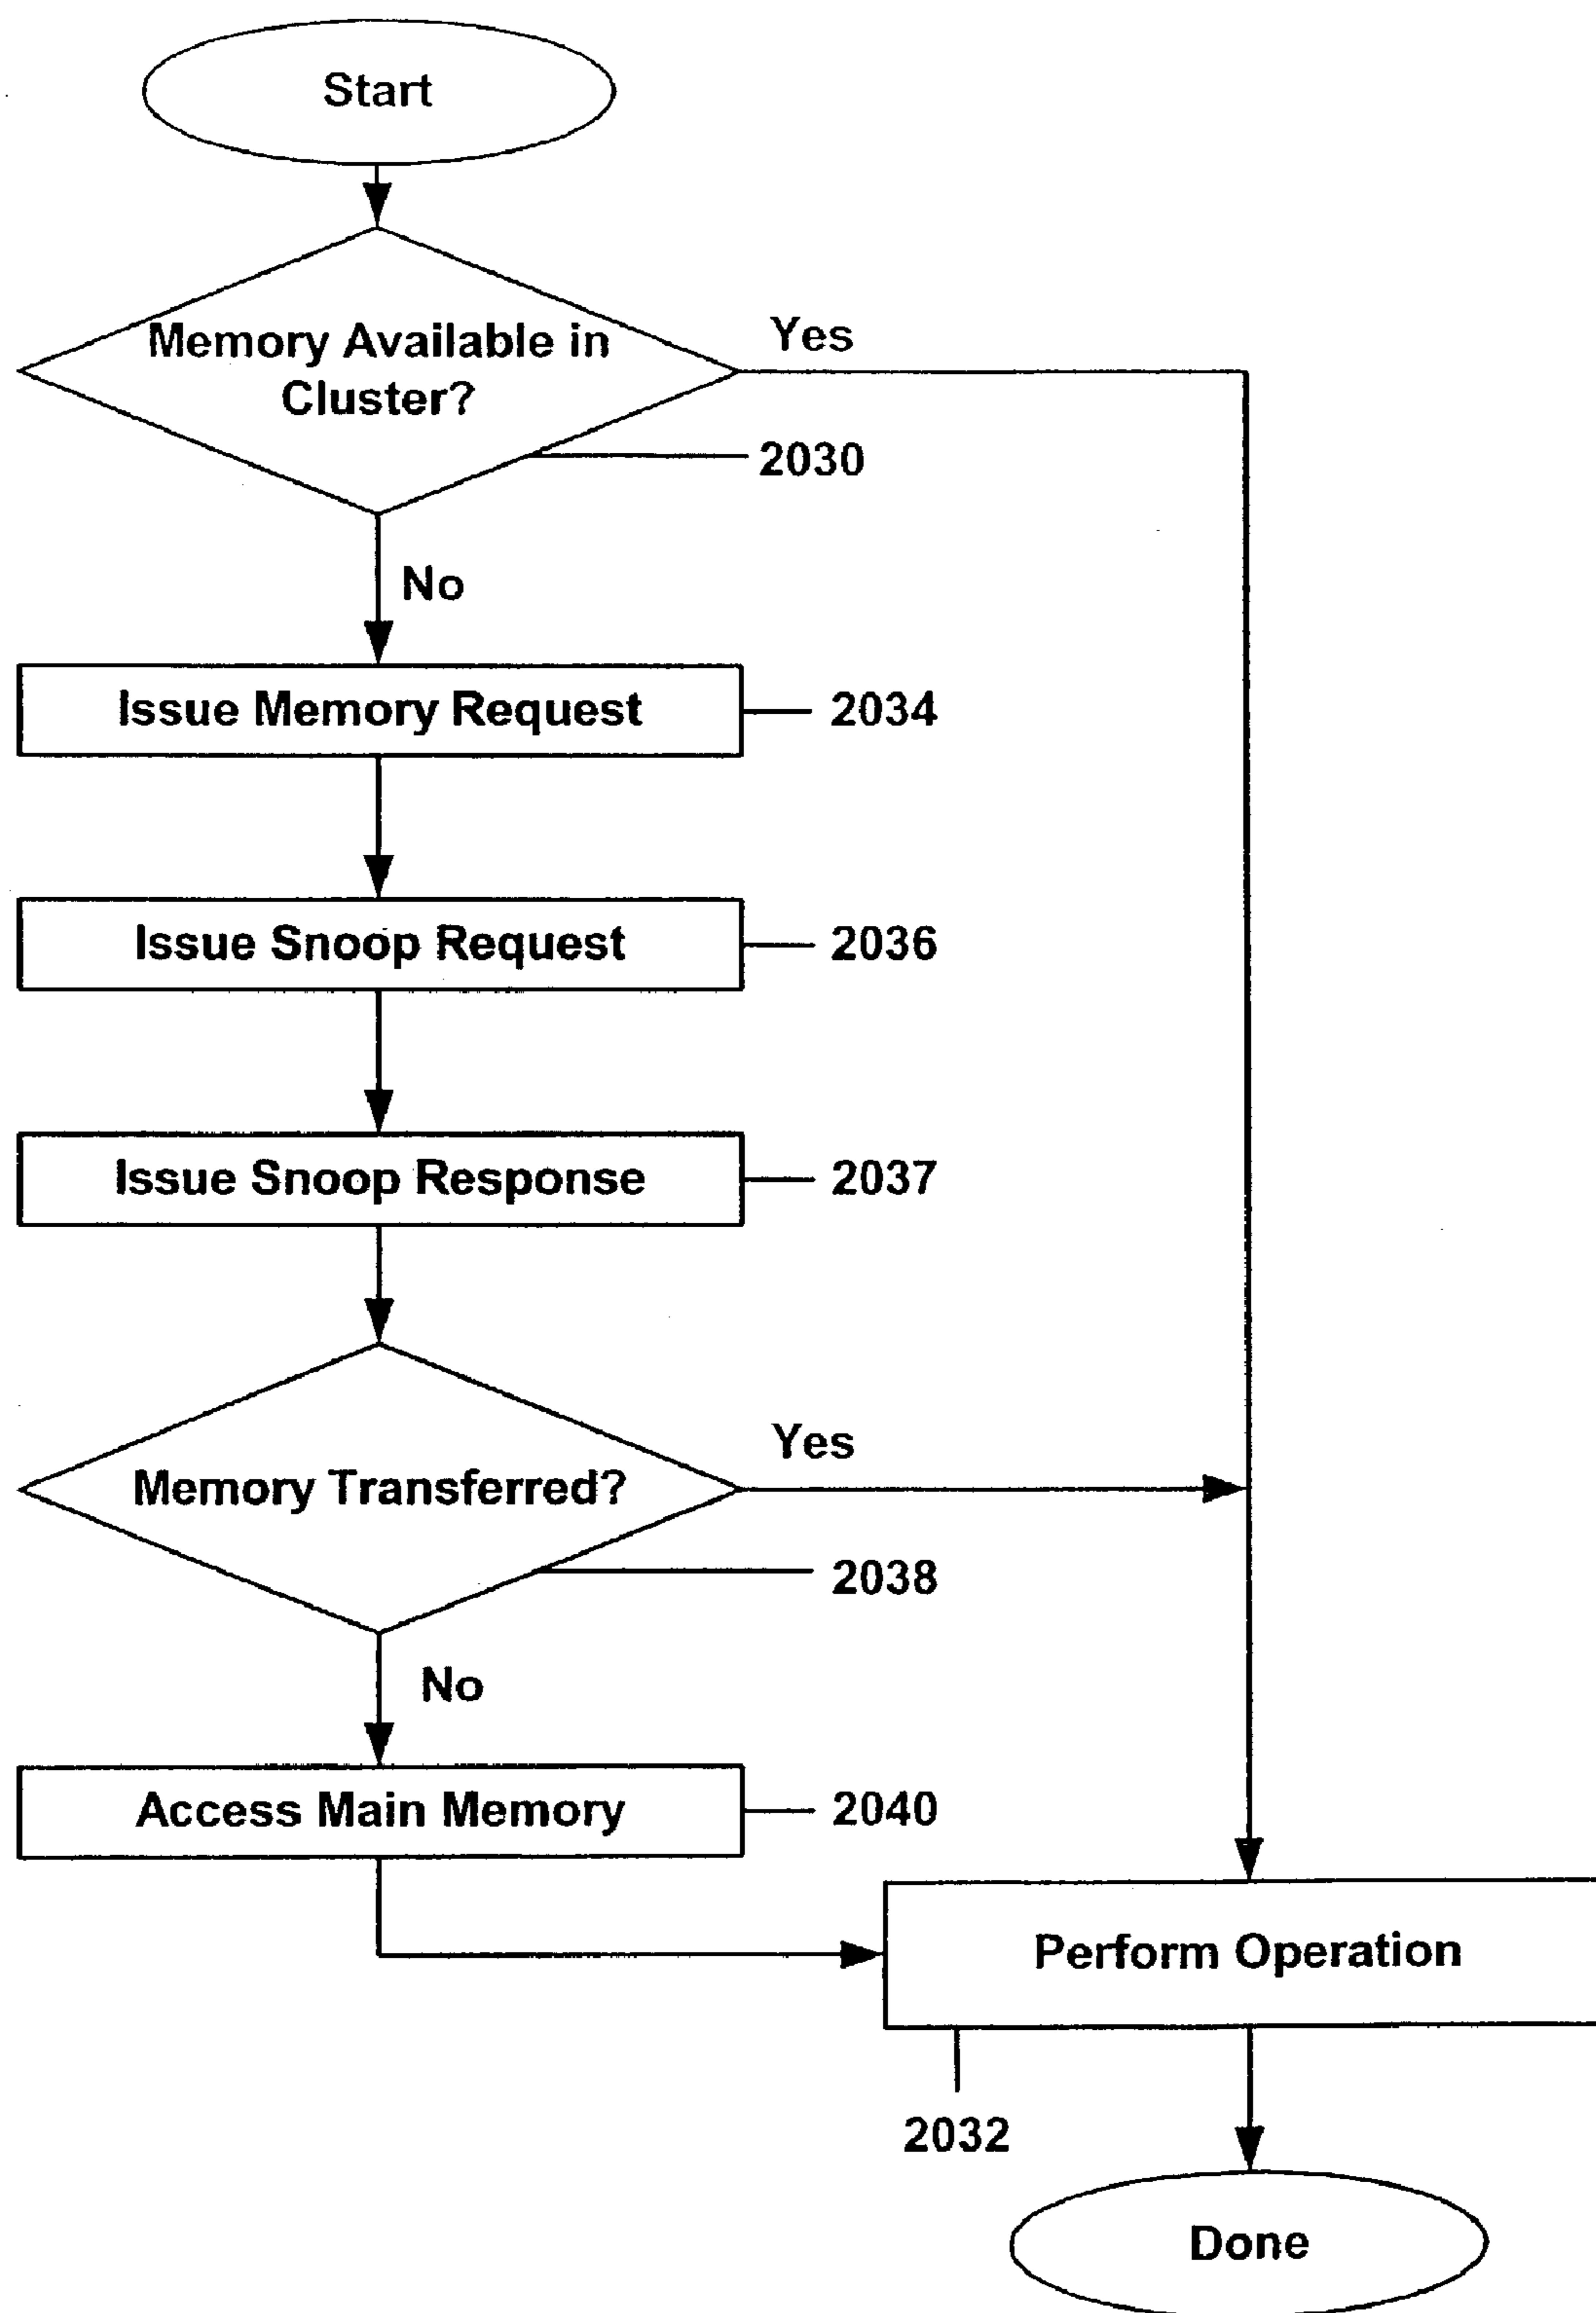 Start
Memory Available in
Cluster?
Yes
2030
No
Issue Memory Request
2034
Issue Snoop Request
2036
Issue Snoop Response
2037
Memory Transferred?
Yes
2038
No
Access Main Memory
2040
Perform Operation
2032
Done